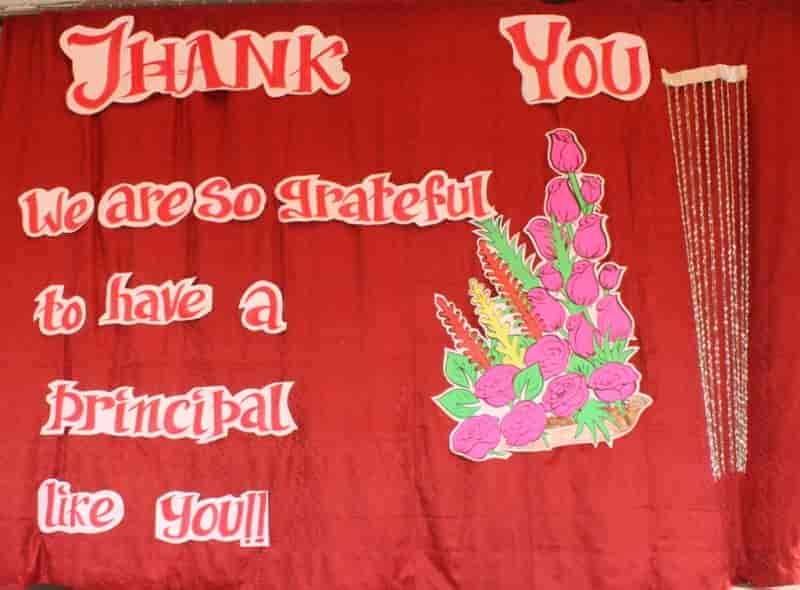 THANK YOU
We are so grateful
to have a
principal
like you!!